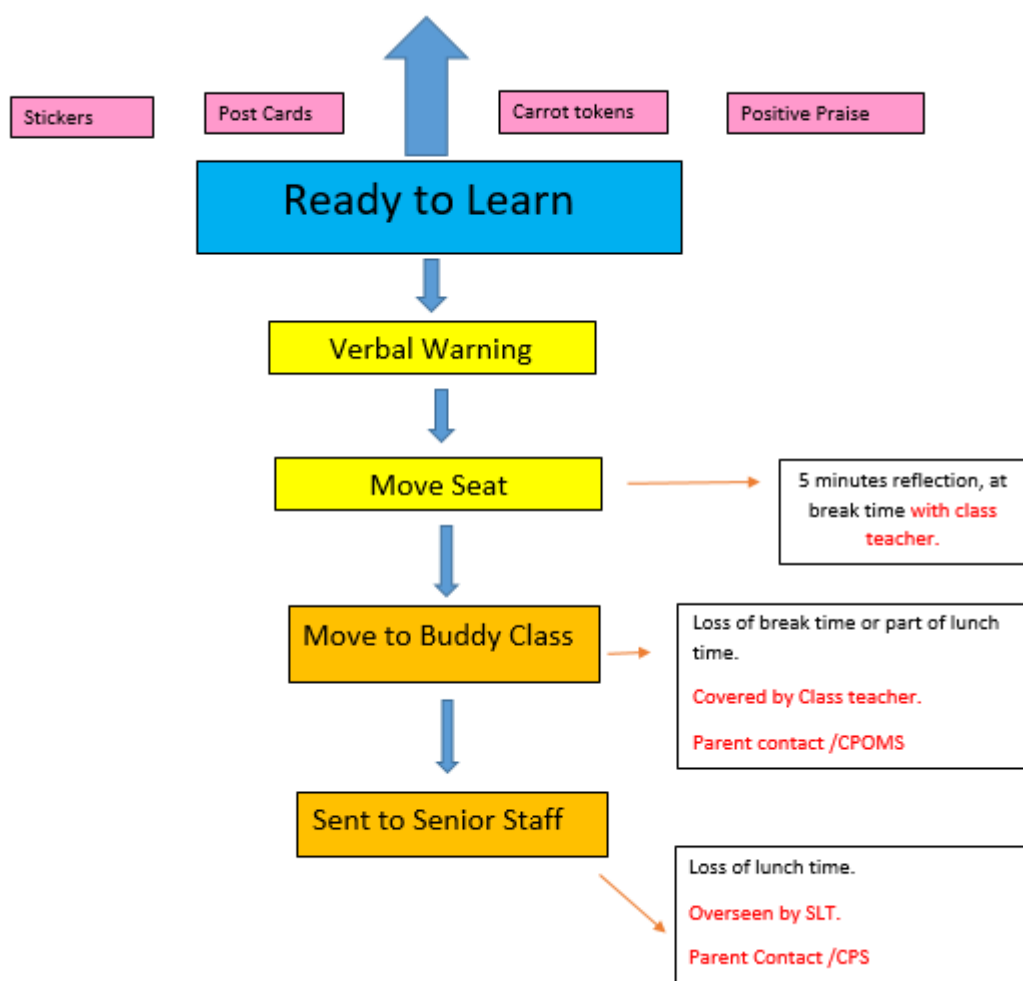 Stickers
Post Cards
Carrot tokens
Positive Praise
Ready to Learn
Verbal Warning
Move Seat
5 minutes reflection, at
break time with class
teacher.
Move to Buddy Class
Loss of break time or part of lunch
time.
Covered by Class teacher.
Parent contact /CPOMS
Sent to Senior Staff
Loss of lunch time.
Overseen by SLT.
Parent Contact /CPS